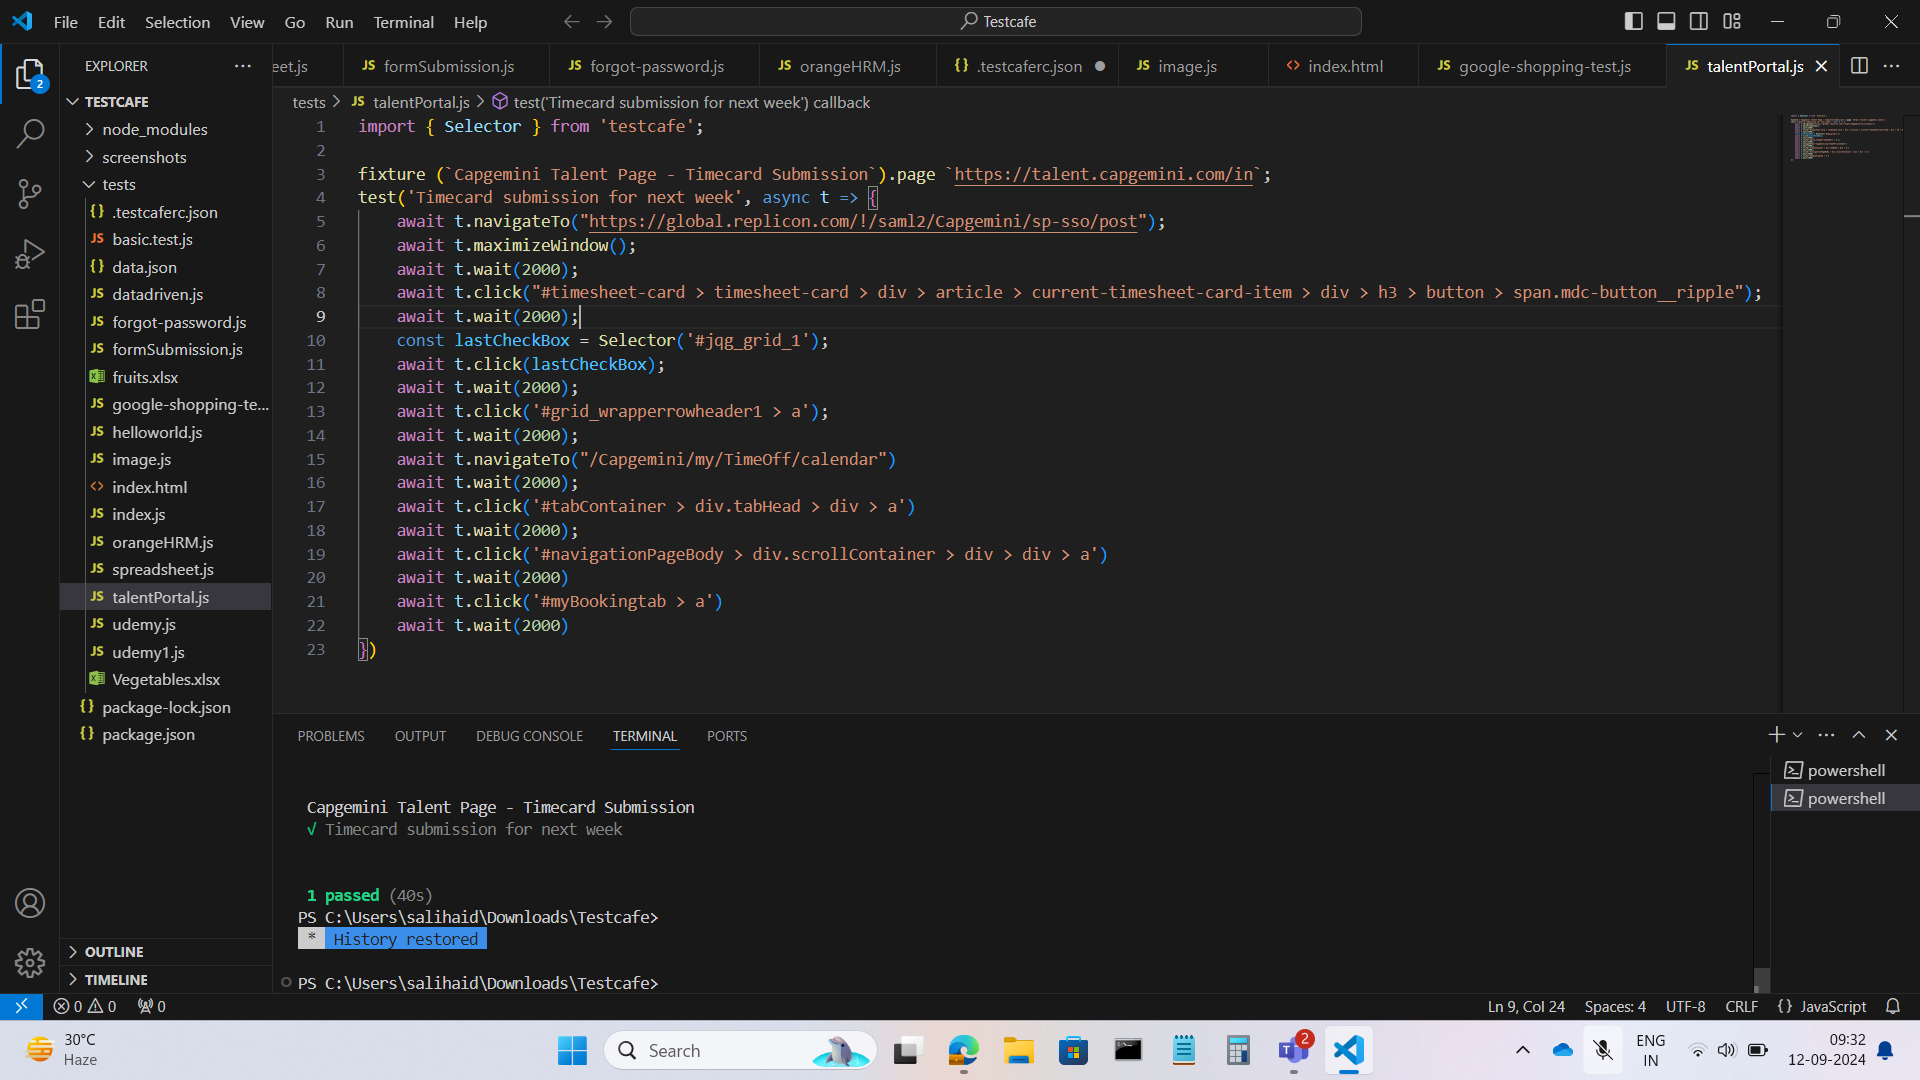 File Edit Selection View Go Run Terminal Help
Testcafe
EXPLORER
eet.js
formSubmission.js
forgot-password.js
orangeHRM.js
.testcaferc.json
image.js
index.html
google-shopping-test.js
talentPortal.js
2
TESTCAFE
node_modules
screenshots
tests
.testcaferc.json
basic.test.js
data.json
datadriven.js
forgot-password.js
formSubmission.js
fruits.xlsx
google-shopping-te...
helloworld.js
image.js
index.html
index.js
orangeHRM.js
spreadsheet.js
talentPortal.js
udemy.js
udemy1.js
Vegetables.xlsx
package-lock.json
package.json
OUTLINE
TIMELINE
tests > JS talentPortal.js > test('Timecard submission for next week') callback
1 import { Selector } from 'testcafe';
2
3 fixture (`Capgemini Talent Page - Timecard Submission`).page `https://talent.capgemini.com/in`;
4 test('Timecard submission for next week', async t => {
5 await t.navigateTo("https://global.replicon.com/!/saml2/Capgemini/sp-sso/post");
6 await t.maximizeWindow();
7 await t.wait(2000);
8 await t.click("#timesheet-card > timesheet-card > div > article > current-timesheet-card-item > div > h3 > button > span.mdc-button__ripple");
9 await t.wait(2000);
10 const lastCheckBox = Selector('#jqg_grid_1');
11 await t.click(lastCheckBox);
12 await t.wait(2000);
13 await t.click('#grid_wrapperrowheader1 > a');
14 await t.wait(2000);
15 await t.navigateTo("/Capgemini/my/TimeOff/calendar")
16 await t.wait(2000);
17 await t.click('#tabContainer > div.tabHead > div > a')
18 await t.wait(2000);
19 await t.click('#navigationPageBody > div.scrollContainer > div > div > a')
20 await t.wait(2000)
21 await t.click('#myBookingtab > a')
22 await t.wait(2000)
23 })
PROBLEMS OUTPUT DEBUG CONSOLE TERMINAL PORTS
Capgemini Talent Page - Timecard Submission
√ Timecard submission for next week
1 passed (40s)
PS C:\Users\salihaid\Downloads\Testcafe>
* History restored
PS C:\Users\salihaid\Downloads\Testcafe>
powershell
powershell
0 0 0
Ln 9, Col 24 Spaces: 4 UTF-8 CRLF {} JavaScript
30°C
Haze
Search
2
ENG
IN
09:32
12-09-2024